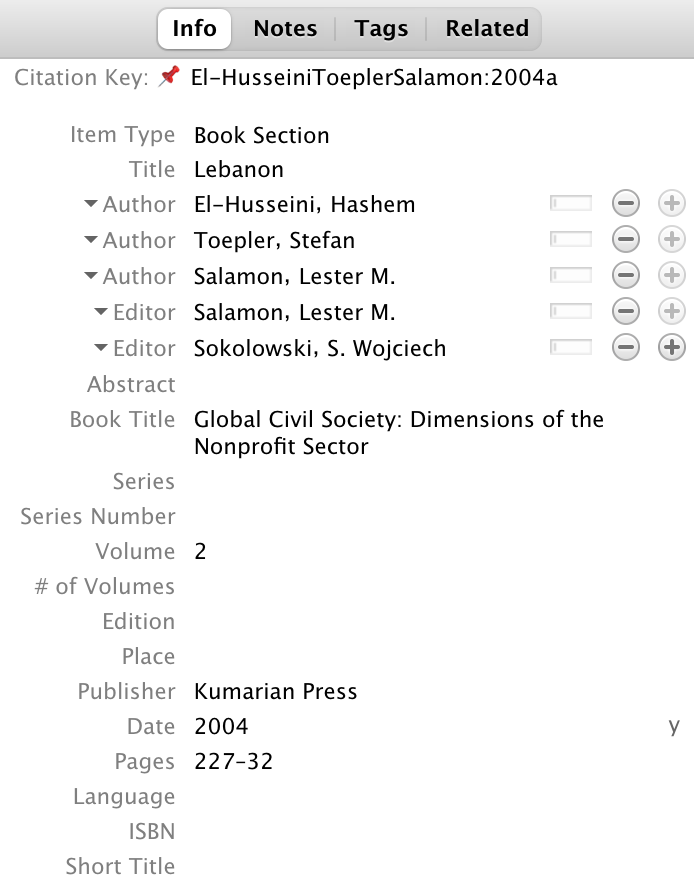 Info Notes Tags Related
Citation Key: El-HusseiniToeplerSalamon:2004a
Item Type Book Section
Title Lebanon
Author El-Husseini, Hashem
Author Toepler, Stefan
Author Salamon, Lester M.
Editor Salamon, Lester M.
Editor Sokolowski, S. Wojciech
Abstract
Book Title Global Civil Society: Dimensions of the
Nonprofit Sector
Series
Series Number
Volume 2
# of Volumes
Edition
Place
Publisher Kumarian Press
Date 2004 y
Pages 227-32
Language
ISBN
Short Title